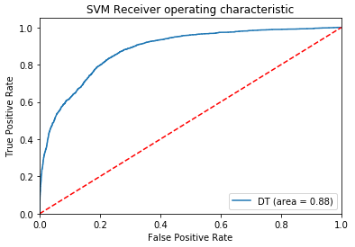 SVM Receiver operating characteristic
True Positive Rate
1.0
0.8
0.6
0.4
0.2
0.0
DT (area = 0.88)
0.0 0.2 0.4 0.6 0.8 1.0
False Positive Rate